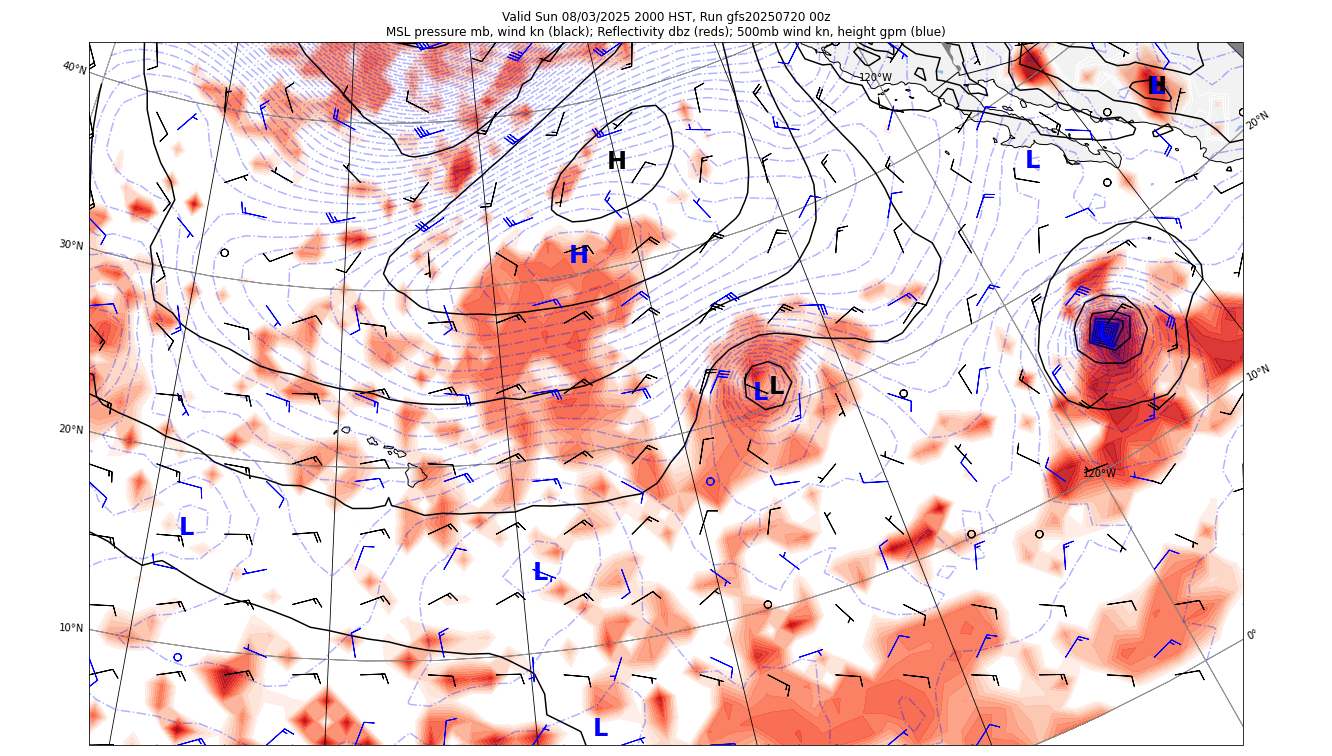 Valid Sun 08/03/2025 2000 HST, Run gfs20250720 00z
MSL pressure mb, wind kn (black); Reflectivity dbz (reds); 500mb wind kn, height gpm (blue)
40°N
120°W
H
20°N
H
L
30°N
H
10°N
L L
20°N
120°W
L
L
10°N
0°
L